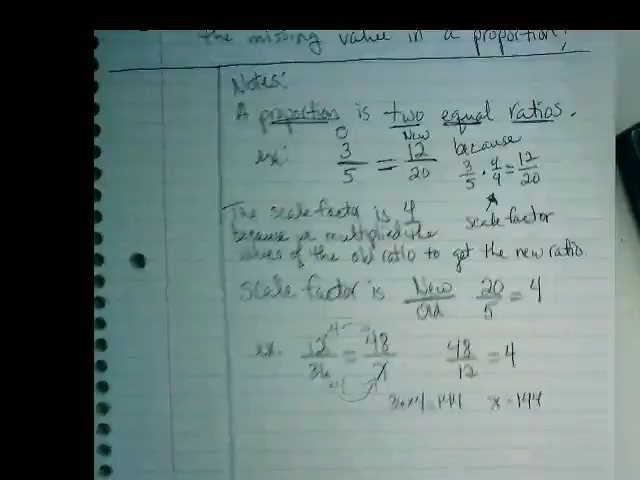 the missing value in a proportion!
Notes:
A proportion is two equal ratios.
O New
ex: 3/5 = 12/20 because 3/5 · 4/4 = 12/20
The scale factor is 4 scale factor
because we multiplied the
values of the old ratio to get the new ratio
scale factor is New/Old 20/5 = 4
ex. 12/36 = 48/x 48/12 = 4
36x4=144 x = 144